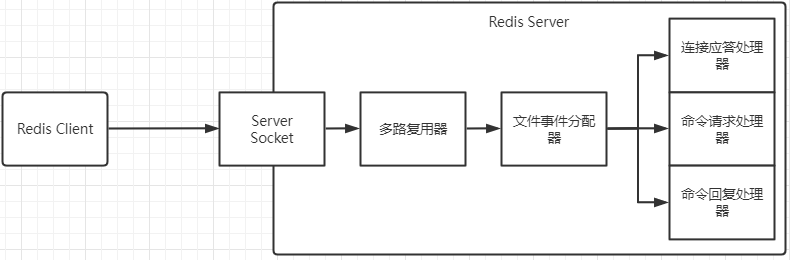 Redis Server
连接应答处理
器
Redis Client
Server
Socket
多路复用器
文件事件分配
器
命令请求处理
器
命令回复处理
器